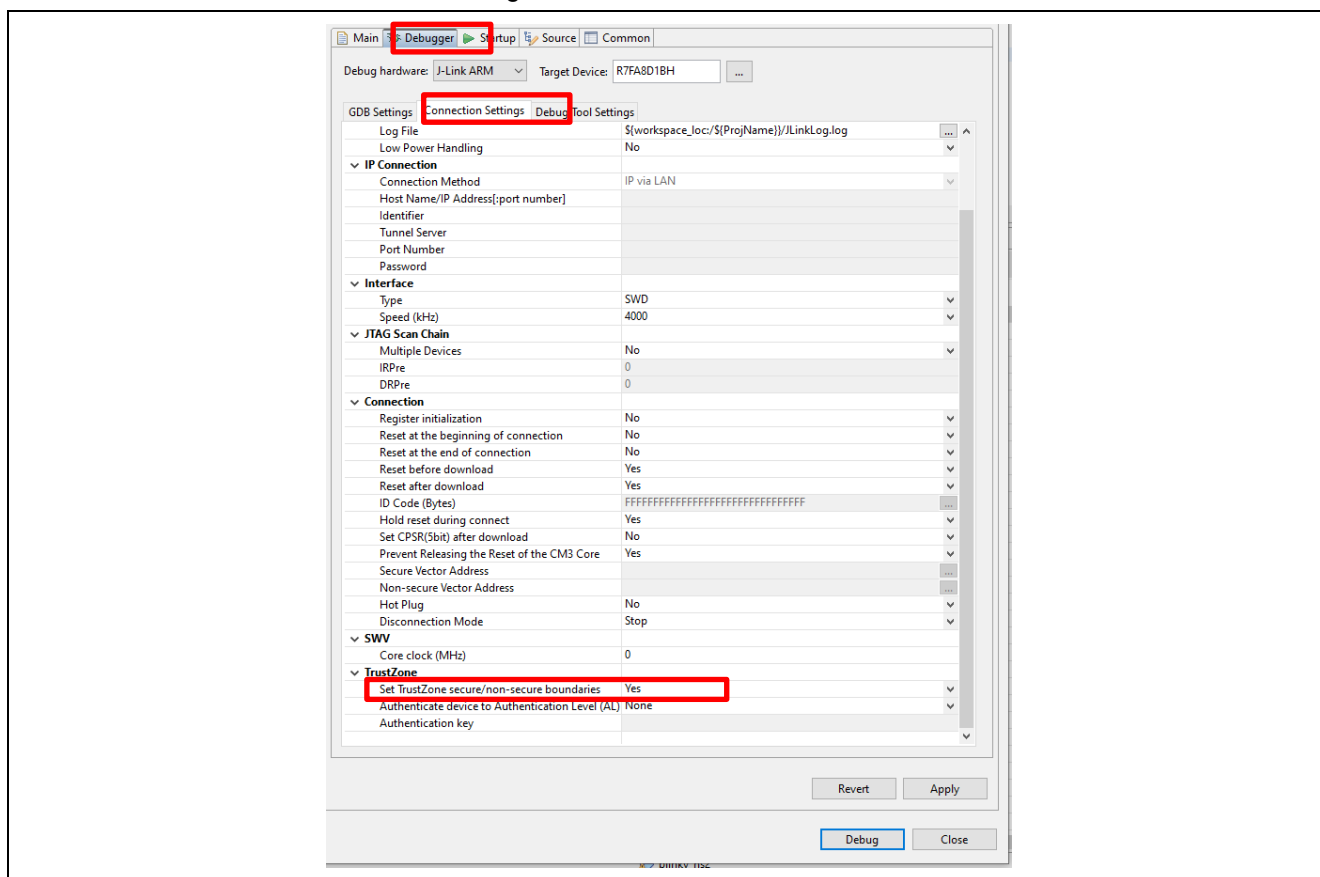 Main Debugger Startup Source Common
Debug hardware: J-Link ARM Target Device: R7FA8D1BH ...
GDB Settings Connection Settings Debug Tool Settings
Log File ${workspace_loc:/${ProjName}}/JLinkLog.log ...
Low Power Handling No
IP Connection
Connection Method IP via LAN
Host Name/IP Address[:port number]
Identifier
Tunnel Server
Port Number
Password
Interface
Type SWD
Speed (kHz) 4000
JTAG Scan Chain
Multiple Devices No
IRPre 0
DRPre 0
Connection
Register initialization No
Reset at the beginning of connection No
Reset at the end of connection No
Reset before download Yes
Reset after download Yes
ID Code (Bytes) FFFFFFFFFFFFFFFFFFFFFFFFFFFFFFFF ...
Hold reset during connect Yes
Set CPSR(5bit) after download No
Prevent Releasing the Reset of the CM3 Core Yes
Secure Vector Address ...
Non-secure Vector Address ...
Hot Plug No
Disconnection Mode Stop
SWV
Core clock (MHz) 0
TrustZone
Set TrustZone secure/non-secure boundaries Yes
Authenticate device to Authentication Level (AL) None
Authentication key
Revert Apply
Debug Close